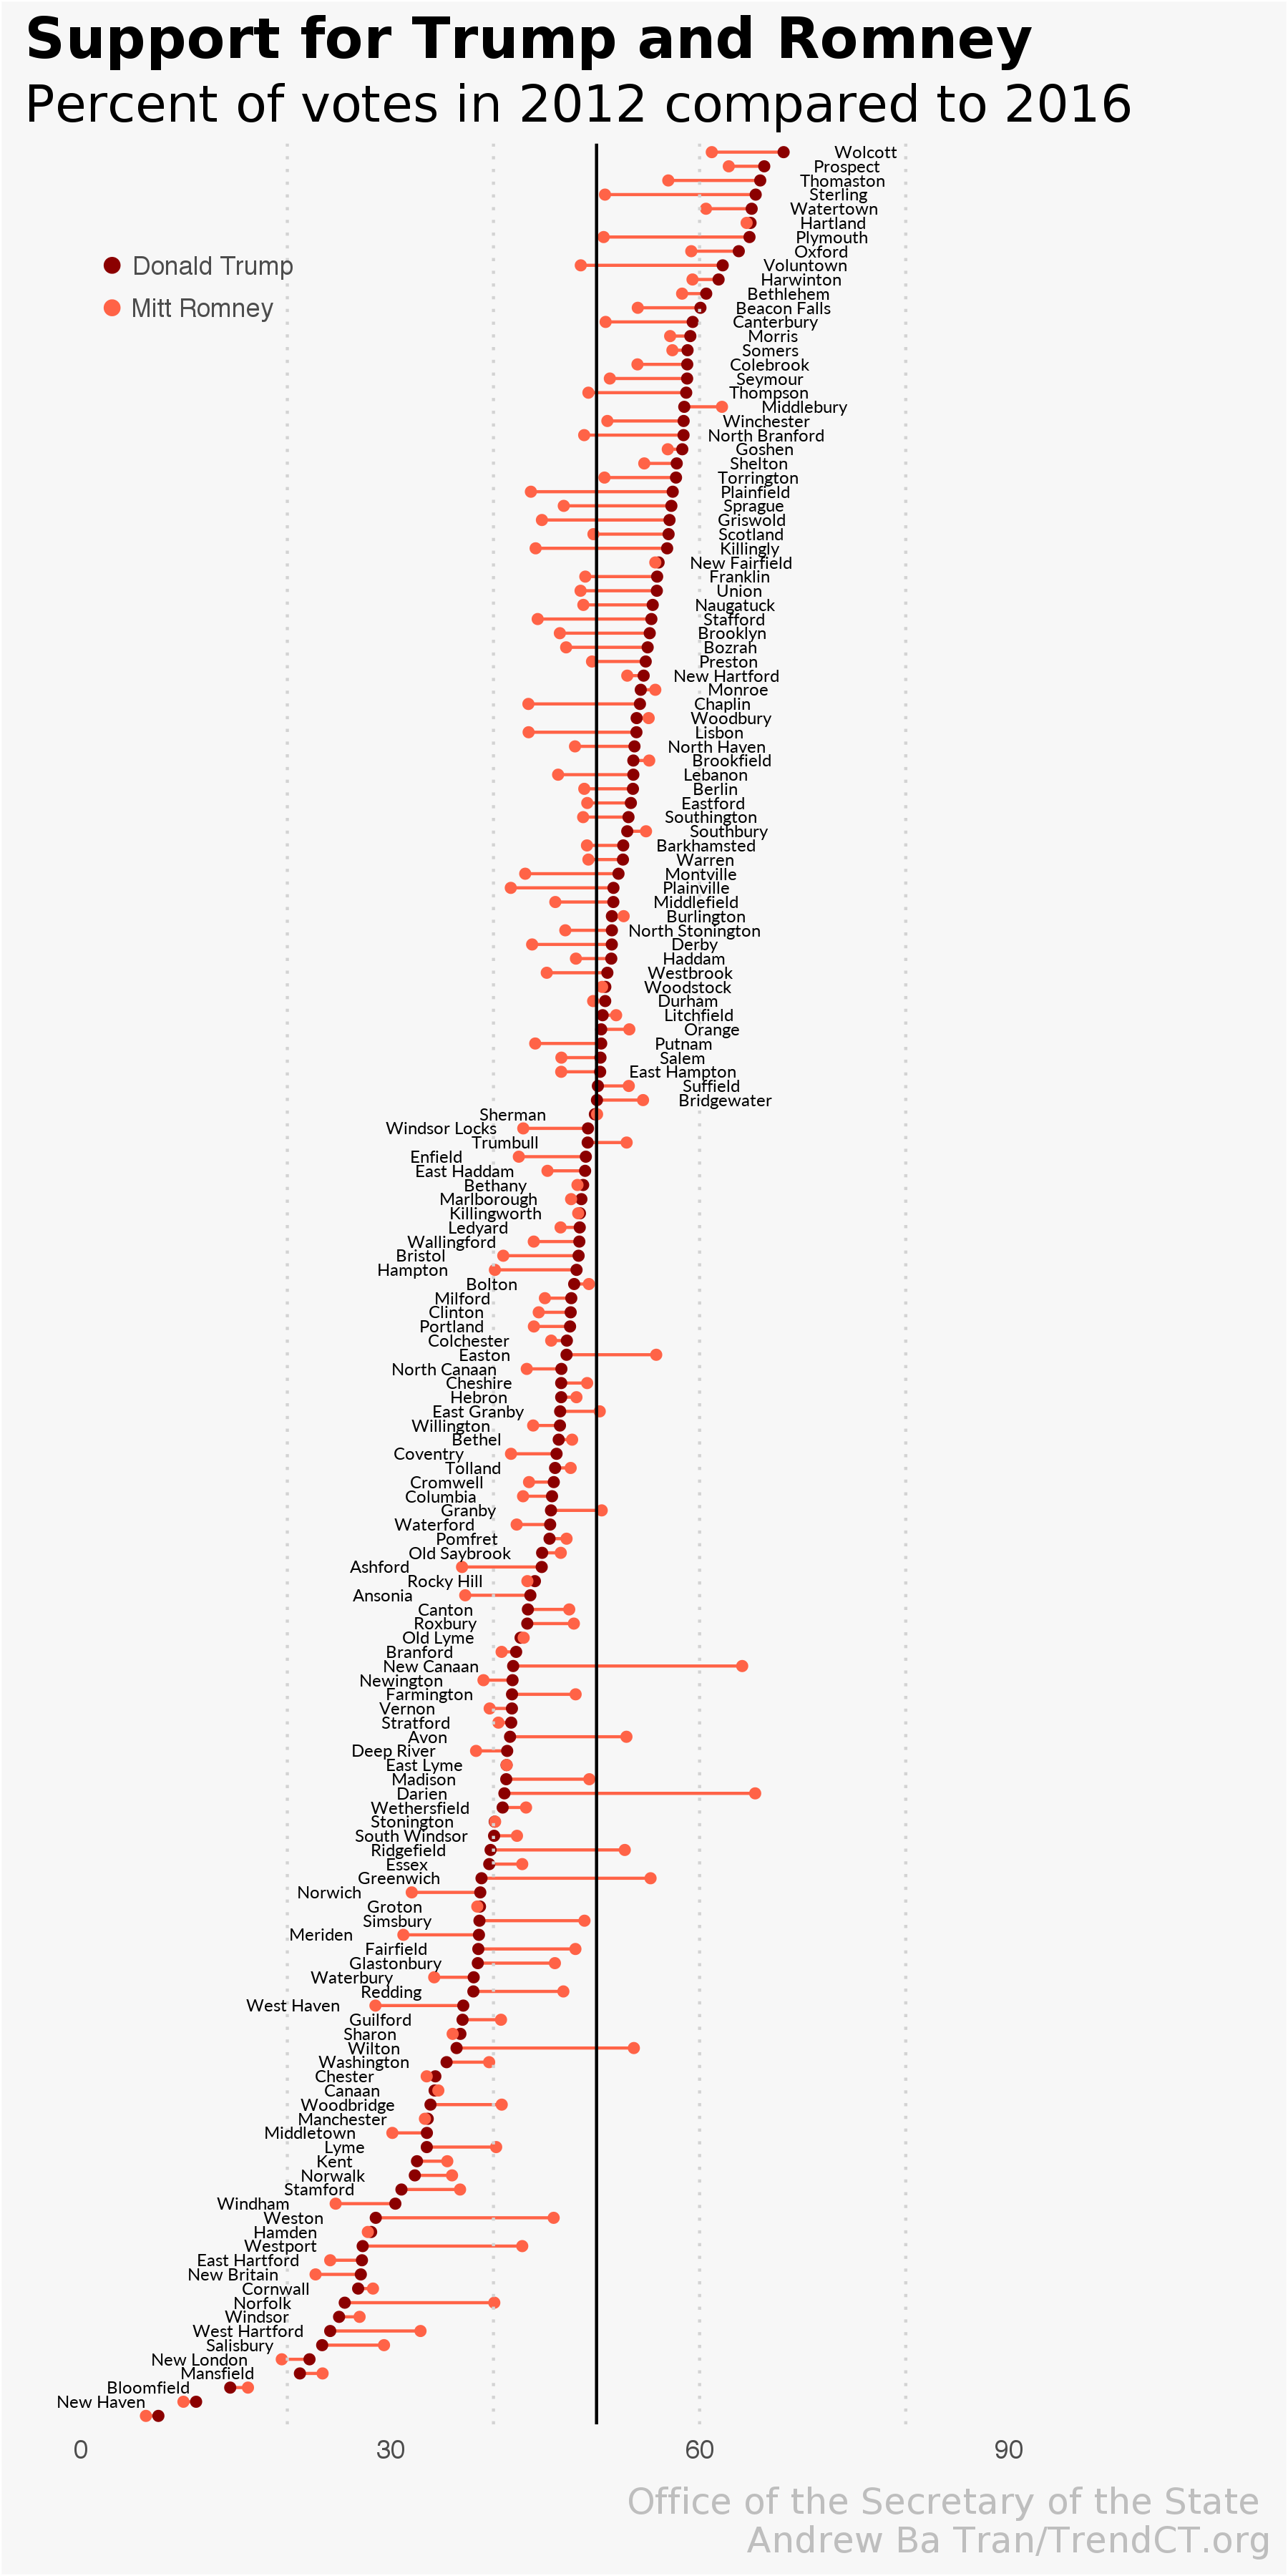 Support for Trump and Romney
Percent of votes in 2012 compared to 2016
Donald Trump
Mitt Romney
Wolcott
Prospect
Thomaston
Sterling
Watertown
Hartland
Plymouth
Oxford
Voluntown
Harwinton
Bethlehem
Beacon Falls
Canterbury
Morris
Somers
Colebrook
Seymour
Thompson
Middlebury
Winchester
North Branford
Goshen
Shelton
Torrington
Plainfield
Sprague
Griswold
Scotland
Killingly
New Fairfield
Franklin
Union
Naugatuck
Stafford
Brooklyn
Bozrah
Preston
New Hartford
Monroe
Chaplin
Woodbury
Lisbon
North Haven
Brookfield
Lebanon
Berlin
Eastford
Southington
Southbury
Barkhamsted
Warren
Montville
Plainville
Middlefield
Burlington
North Stonington
Derby
Haddam
Westbrook
Woodstock
Durham
Litchfield
Orange
Putnam
Salem
East Hampton
Suffield
Bridgewater
Sherman
Windsor Locks
Trumbull
Enfield
East Haddam
Bethany
Marlborough
Killingworth
Ledyard
Wallingford
Bristol
Hampton
Bolton
Milford
Clinton
Portland
Colchester
Easton
North Canaan
Cheshire
Hebron
East Granby
Willington
Bethel
Coventry
Tolland
Cromwell
Columbia
Granby
Waterford
Pomfret
Old Saybrook
Ashford
Rocky Hill
Ansonia
Canton
Roxbury
Old Lyme
Branford
New Canaan
Newington
Farmington
Vernon
Stratford
Avon
Deep River
East Lyme
Madison
Darien
Wethersfield
Stonington
South Windsor
Ridgefield
Essex
Greenwich
Norwich
Groton
Simsbury
Meriden
Fairfield
Glastonbury
Waterbury
Redding
West Haven
Guilford
Sharon
Wilton
Washington
Chester
Canaan
Woodbridge
Manchester
Middletown
Lyme
Kent
Norwalk
Stamford
Windham
Weston
Hamden
Westport
East Hartford
New Britain
Cornwall
Norfolk
Windsor
West Hartford
Salisbury
New London
Mansfield
Bloomfield
New Haven
0 30 60 90
Office of the Secretary of the State
Andrew Ba Tran/TrendCT.org